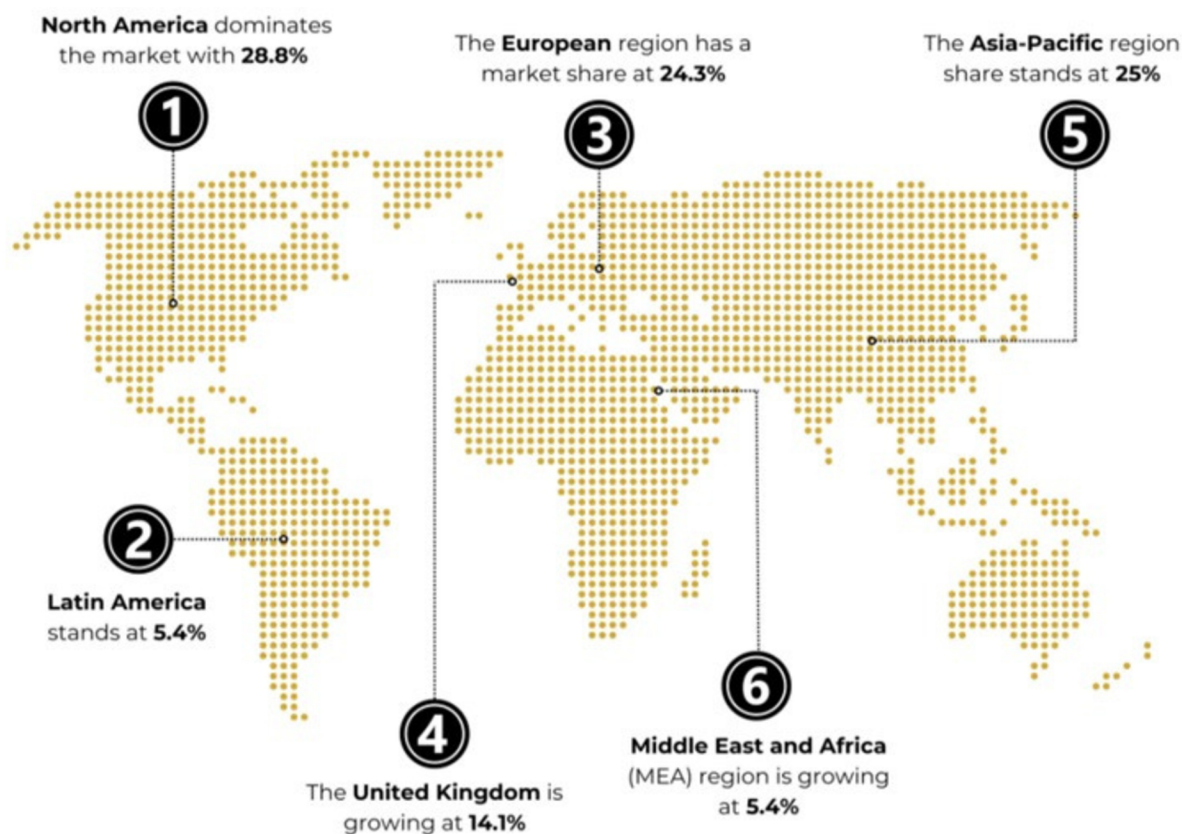 North America dominates
the market with 28.8%
1
The European region has a
market share at 24.3%
3
The Asia-Pacific region
share stands at 25%
5
2
Latin America
stands at 5.4%
4
The United Kingdom is
growing at 14.1%
6
Middle East and Africa
(MEA) region is growing
at 5.4%